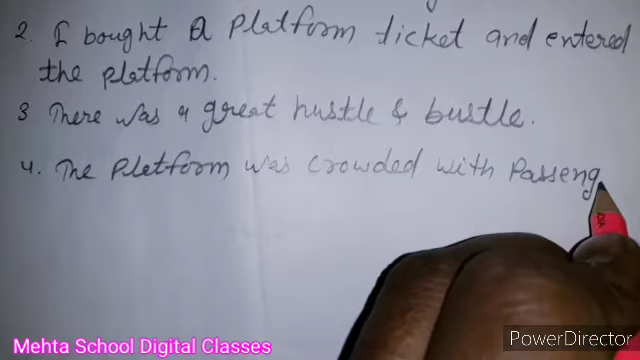 2. I bought a platform ticket and entered
the platform.
3 There was a great hustle & bustle.
4. The Platform was crowded with Passeng
Mehta School Digital Classes
PowerDirector